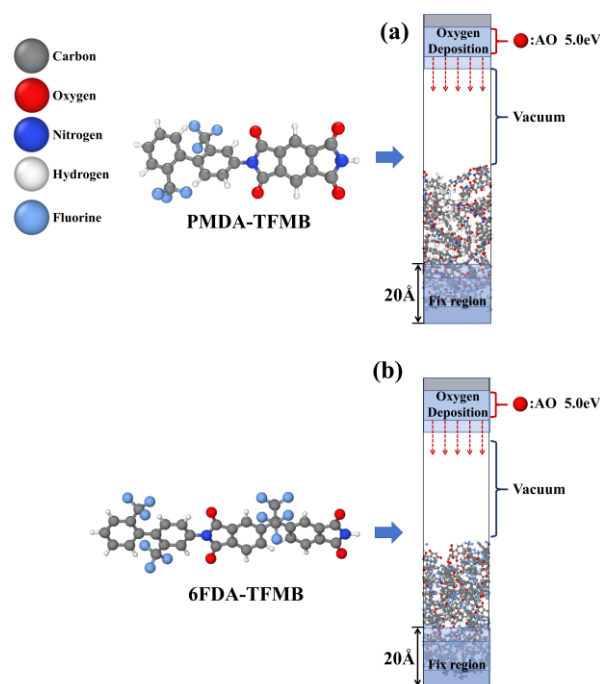 (a)
Carbon
Oxygen
Nitrogen
Hydrogen
Fluorine
PMDA-TFMB
Oxygen
Deposition
:AO 5.0eV
Vacuum
20Å
Fix region
(b)
6FDA-TFMB
Oxygen
Deposition
:AO 5.0eV
Vacuum
20Å
Fix region